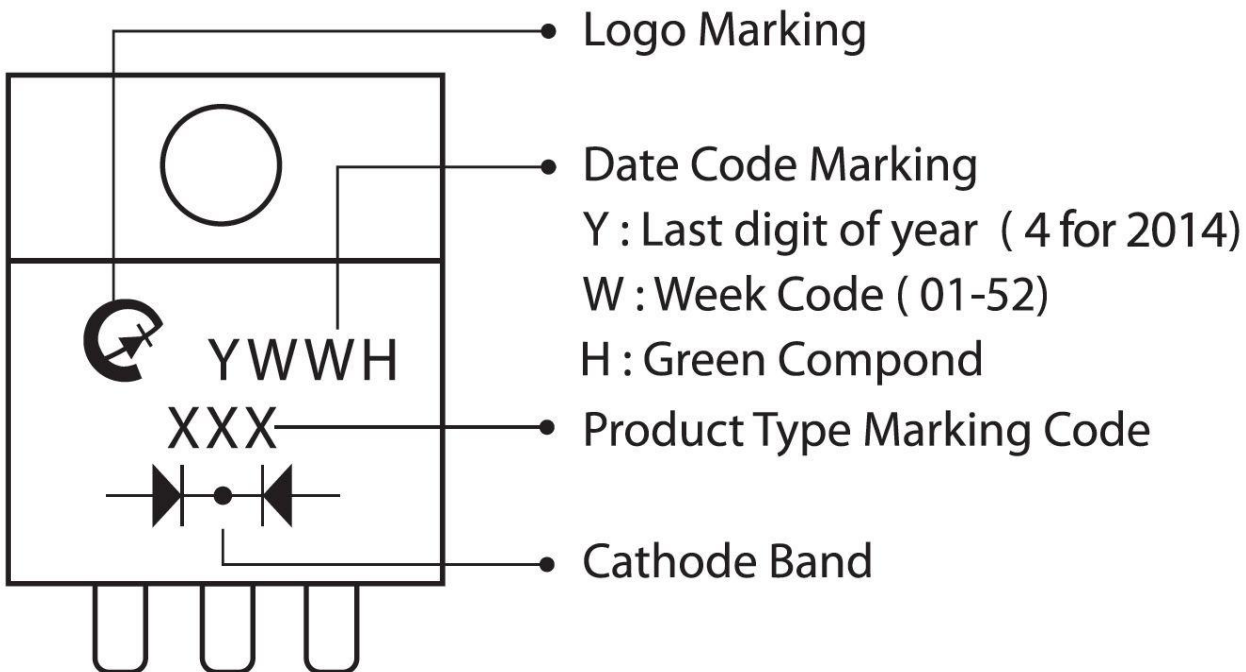 Logo Marking
Date Code Marking
Y : Last digit of year ( 4 for 2014)
W : Week Code ( 01-52)
YWWH
H : Green Compond
XXX
Product Type Marking Code
Cathode Band